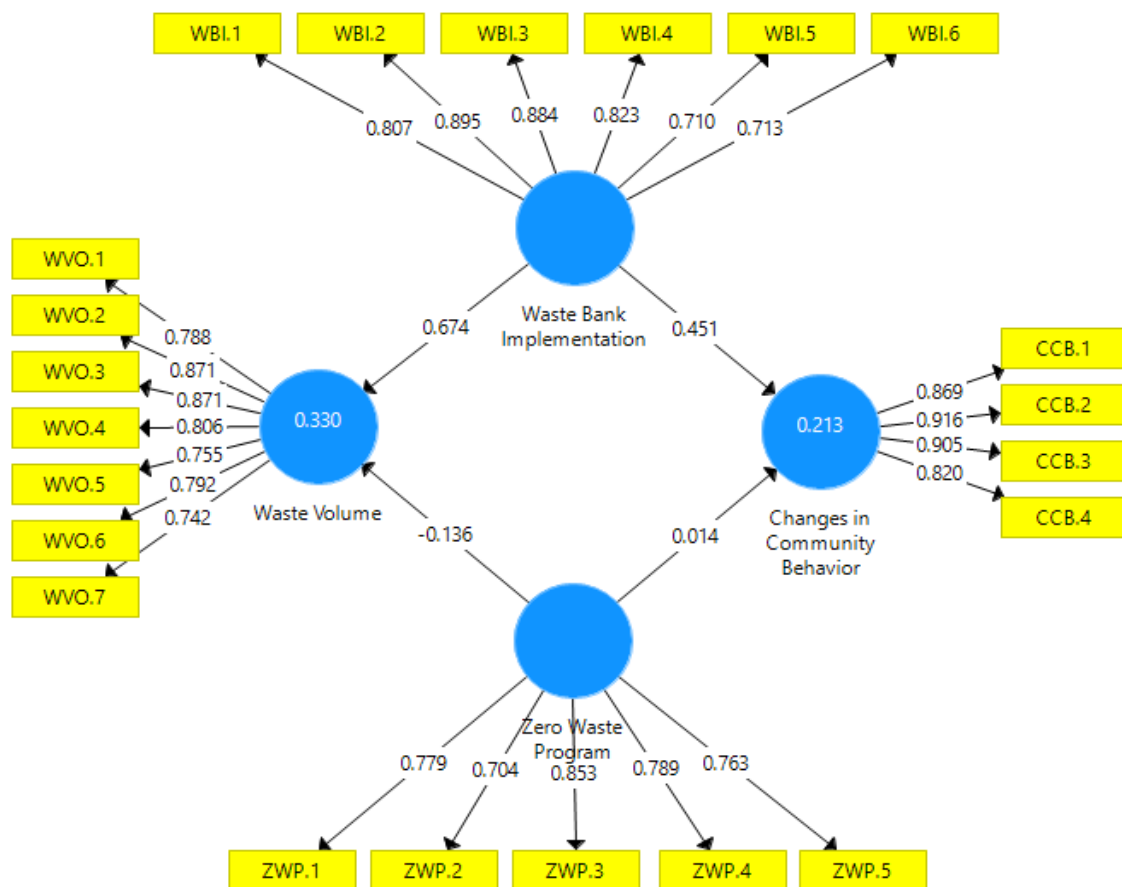 WBI.1 WBI.2 WBI.3 WBI.4 WBI.5 WBI.6
0.807 0.895 0.884 0.823 0.710 0.713
WVO.1
WVO.2
WVO.3
WVO.4
WVO.5
WVO.6
WVO.7
0.788
0.871
0.871
0.806
0.755
0.792
0.742
0.330
Waste Volume
Waste Bank
Implementation
0.674
0.451
-0.136
0.014
0.213
Changes in
Community
Behavior
0.869
0.916
0.905
0.820
CCB.1
CCB.2
CCB.3
CCB.4
Zero Waste
Program
0.779 0.704 0.853 0.789 0.763
ZWP.1 ZWP.2 ZWP.3 ZWP.4 ZWP.5